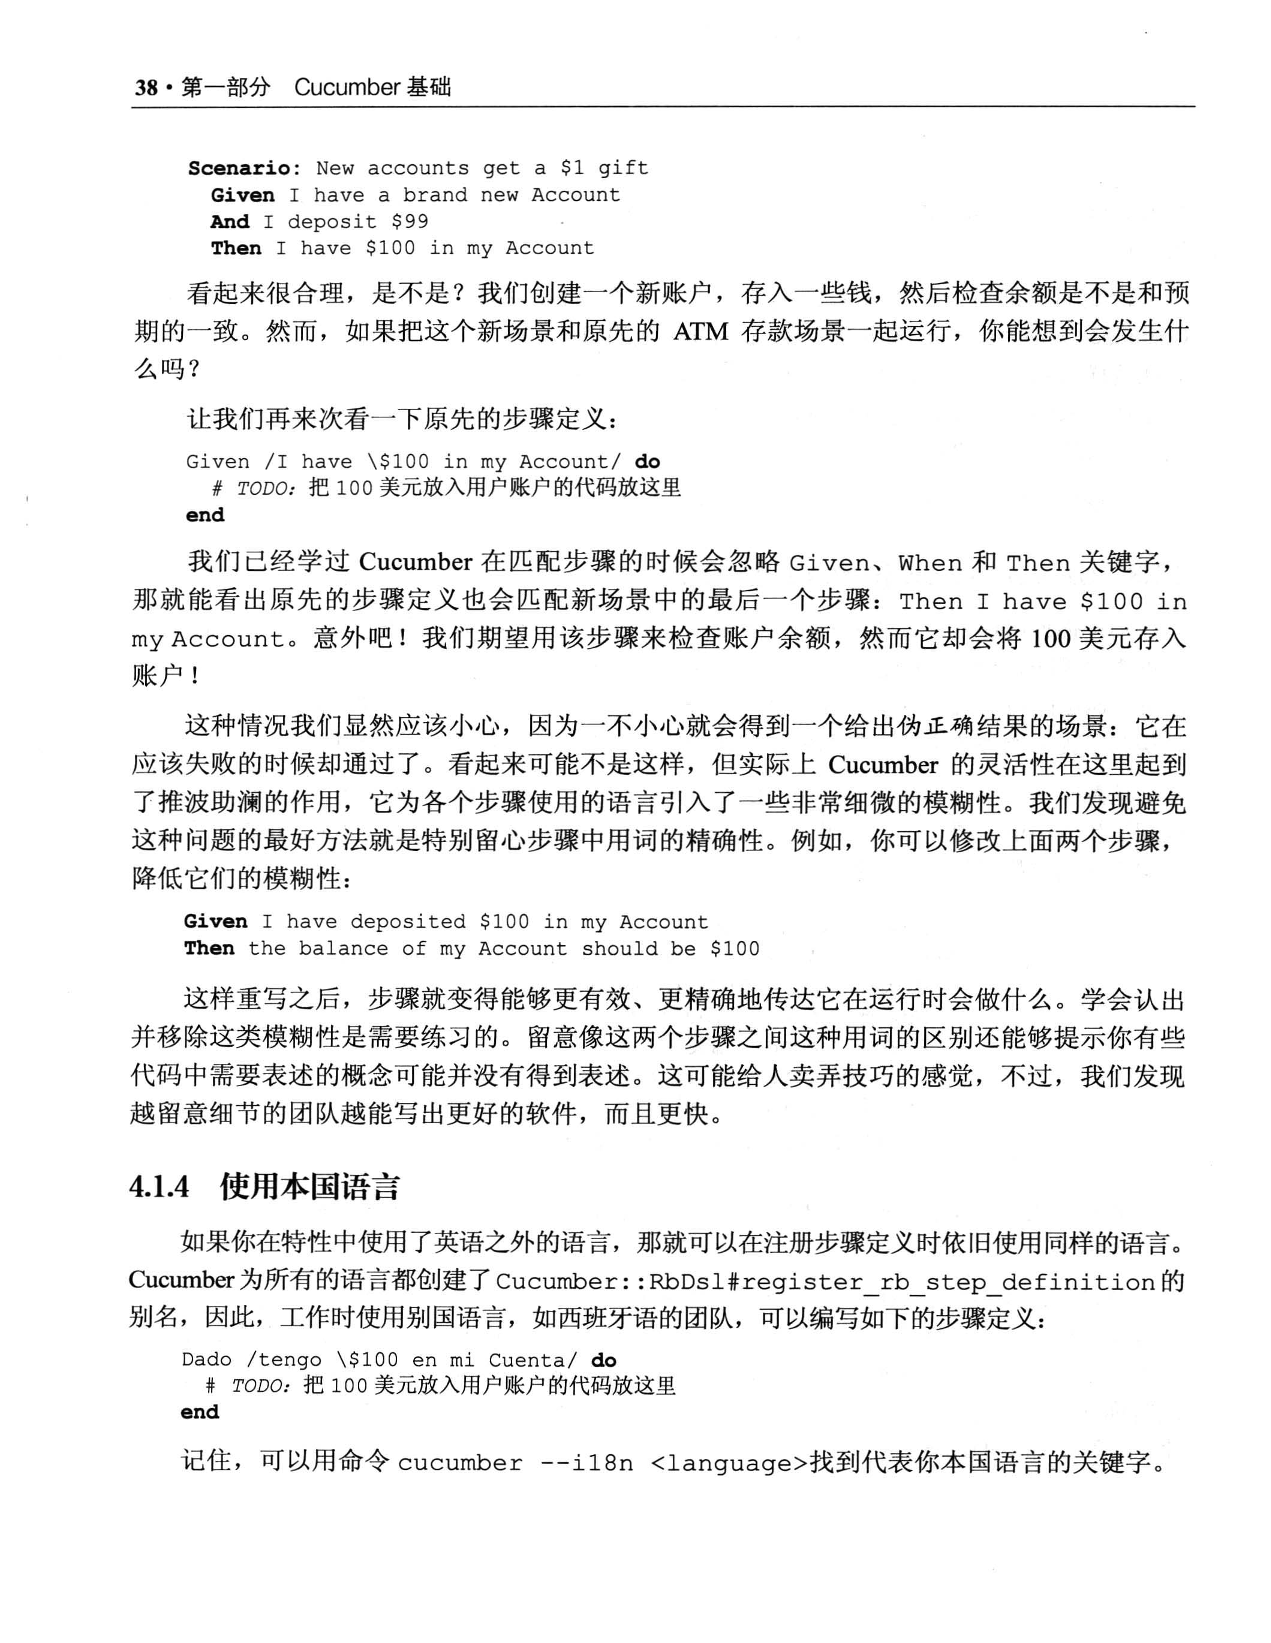 38·第一部分 Cucumber 基础
Scenario: New accounts get a $1 gift
Given I have a brand new Account
And I deposit $99
Then I have $100 in my Account
看起来很合理，是不是？我们创建一个新账户，存入一些钱，然后检查余额是不是和预
期的一致。然而，如果把这个新场景和原先的 ATM 存款场景一起运行，你能想到会发生什
么吗？
让我们再来次看一下原先的步骤定义：
Given /I have \$100 in my Account/ do
# TODO: 把 100 美元放入用户账户的代码放这里
end
我们已经学过 Cucumber 在匹配步骤的时候会忽略 Given、When 和 Then 关键字，
那就能看出原先的步骤定义也会匹配新场景中的最后一个步骤：Then I have $100 in
my Account。意外吧！我们期望用该步骤来检查账户余额，然而它却会将 100 美元存入
账户！
这种情况我们显然应该小心，因为一不小心就会得到一个给出伪正确结果的场景：它在
应该失败的时候却通过了。看起来可能不是这样，但实际上 Cucumber 的灵活性在这里起到
了推波助澜的作用，它为各个步骤使用的语言引入了一些非常细微的模糊性。我们发现避免
这种问题的最好方法就是特别留心步骤中用词的精确性。例如，你可以修改上面两个步骤，
降低它们的模糊性：
Given I have deposited $100 in my Account
Then the balance of my Account should be $100
这样重写之后，步骤就变得能够更有效、更精确地传达它在运行时会做什么。学会认出
并移除这类模糊性是需要练习的。留意像这两个步骤之间这种用词的区别还能够提示你有些
代码中需要表述的概念可能并没有得到表述。这可能给人卖弄技巧的感觉，不过，我们发现
越留意细节的团队越能写出更好的软件，而且更快。
4.1.4 使用本国语言
如果你在特性中使用了英语之外的语言，那就可以在注册步骤定义时依旧使用同样的语言。
Cucumber 为所有的语言都创建了 Cucumber::RbDsl#register_rb_step_definition 的
别名，因此，工作时使用别国语言，如西班牙语的团队，可以编写如下的步骤定义：
Dado /tengo \$100 en mi Cuenta/ do
# TODO: 把 100 美元放入用户账户的代码放这里
end
记住，可以用命令 cucumber --i18n <language>找到代表你本国语言的关键字。